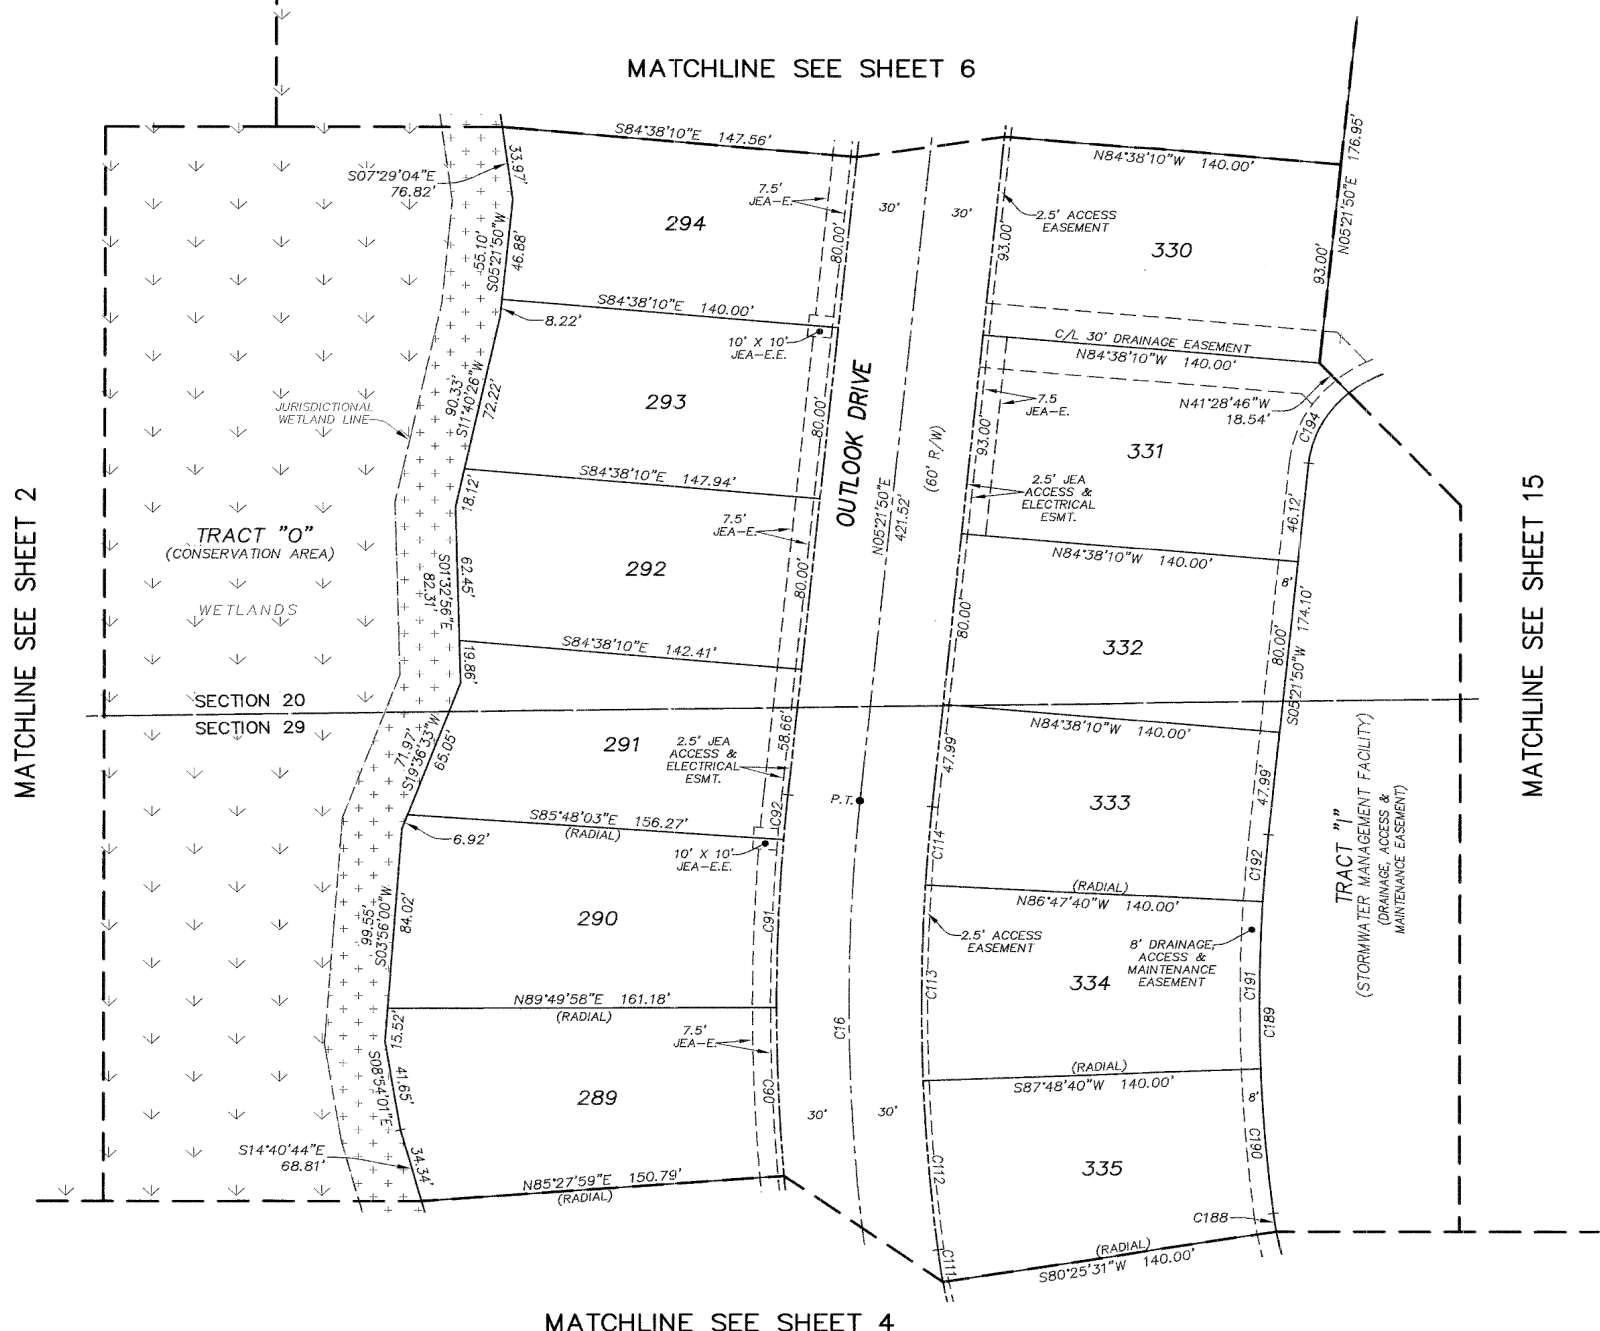 MATCHLINE SEE SHEET 6
S84°38'10"E 147.56'
N84°38'10"W 140.00'
N05°21'50"E 176.95'
S07°29'04"E
76.82'
33.97'
7.5'
JEA-E.
30'
30'
2.5' ACCESS
EASEMENT
294
330
80.00'
93.00'
93.00'
55.10'
S05°21'50"W
46.88'
S84°38'10"E 140.00'
8.22'
10' X 10'
JEA-E.E.
C/L 30' DRAINAGE EASEMENT
N84°38'10"W 140.00'
N41°28'46"W
18.54'
C194
JURISDICTIONAL
WETLAND LINE
90.33'
S11°40'26"W
72.22'
293
80.00'
OUTLOOK DRIVE
(60' R/W)
N05°21'50"E
421.52'
93.00'
7.5
JEA-E.
331
S84°38'10"E 147.94'
18.12'
7.5'
JEA-E.
2.5' JEA
ACCESS &
ELECTRICAL
ESMT.
46.12'
N84°38'10"W 140.00'
8'
MATCHLINE SEE SHEET 2
MATCHLINE SEE SHEET 15
TRACT "O"
(CONSERVATION AREA)
WETLANDS
S01°32'56"E
82.31'
62.45'
292
80.00'
80.00'
332
80.00'
S05°21'50"W 174.10'
S84°38'10"E 142.41'
19.86'
SECTION 20
SECTION 29
N84°38'10"W 140.00'
71.97'
S19°36'33"W
65.05'
291
2.5' JEA
ACCESS &
ELECTRICAL
ESMT.
58.66'
47.99'
47.99'
P.T.
333
C92
C114
C192
S85°48'03"E 156.27'
(RADIAL)
6.92'
10' X 10'
JEA-E.E.
(RADIAL)
N86°47'40"W 140.00'
TRACT "I"
(STORMWATER MANAGEMENT FACILITY)
(DRAINAGE, ACCESS &
MAINTENANCE EASEMENT)
99.55'
S03°56'00"W
84.02'
290
C91
2.5' ACCESS
EASEMENT
8' DRAINAGE,
ACCESS &
MAINTENANCE
EASEMENT
334
C113
C191
C189
N89°49'58"E 161.18'
(RADIAL)
C16
15.52'
7.5'
JEA-E.
(RADIAL)
S87°48'40"W 140.00'
S08°54'01"E
41.65'
289
C90
30'
30'
8'
S14°40'44"E
68.81'
34.34'
335
C112
C190
N85°27'59"E 150.79'
(RADIAL)
C188
C111
(RADIAL)
S80°25'31"W 140.00'
MATCHLINE SEE SHEET 4